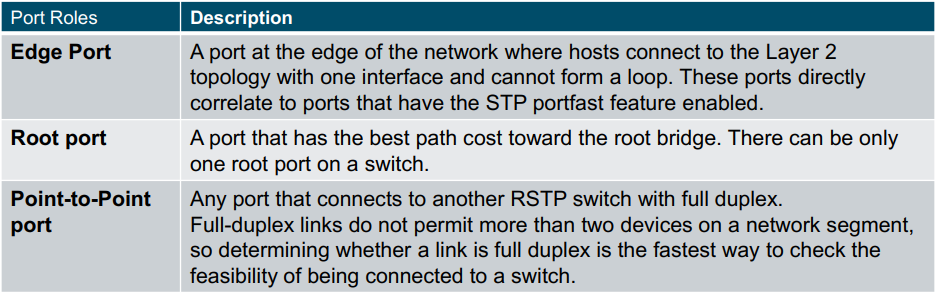 Port Roles Description
Edge Port A port at the edge of the network where hosts connect to the Layer 2
topology with one interface and cannot form a loop. These ports directly
correlate to ports that have the STP portfast feature enabled.
Root port A port that has the best path cost toward the root bridge. There can be only
one root port on a switch.
Point-to-Point Any port that connects to another RSTP switch with full duplex.
port Full-duplex links do not permit more than two devices on a network segment,
so determining whether a link is full duplex is the fastest way to check the
feasibility of being connected to a switch.